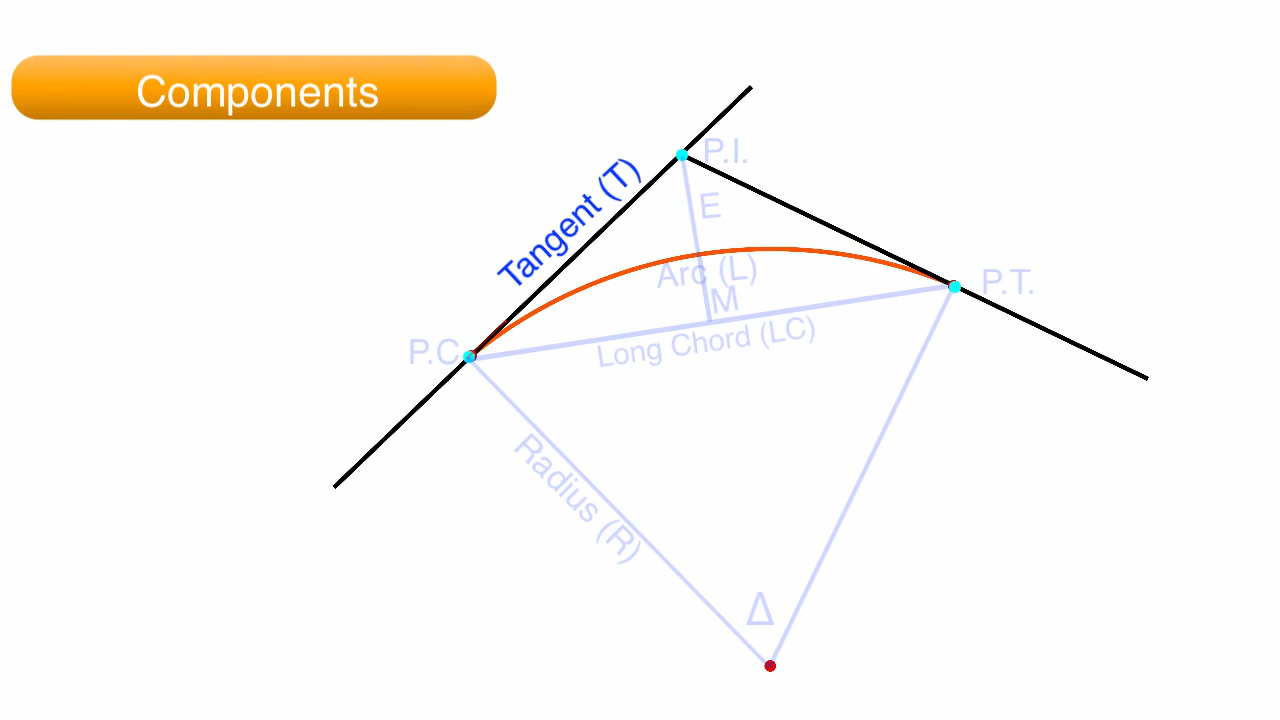 Components
Tangent (T)
P.I.
E
Arc (L)
M
P.T.
P.C.
Long Chord (LC)
Radius (R)
Δ